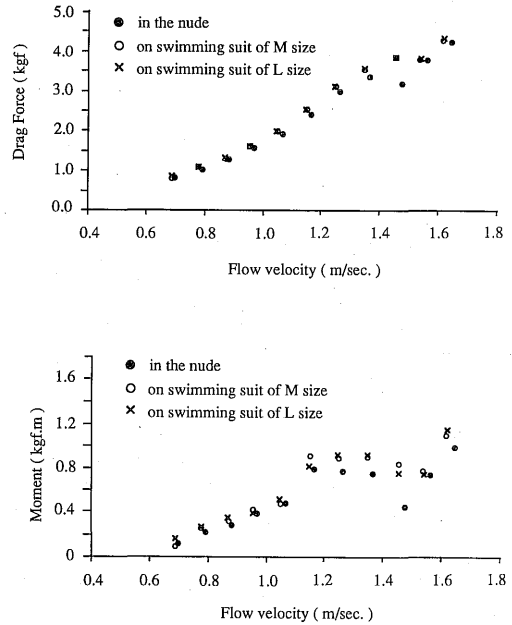 5.0
4.0
3.0
2.0
1.0
0.0
Drag Force ( kgf )
in the nude
on swimming suit of M size
on swimming suit of L size
0.4 0.6 0.8 1.0 1.2 1.4 1.6 1.8
Flow velocity ( m/sec. )
1.6
1.2
0.8
0.4
0
Moment ( kgf.m )
in the nude
on swimming suit of M size
on swimming suit of L size
0.4 0.6 0.8 1.0 1.2 1.4 1.6 1.8
Flow velocity ( m/sec. )